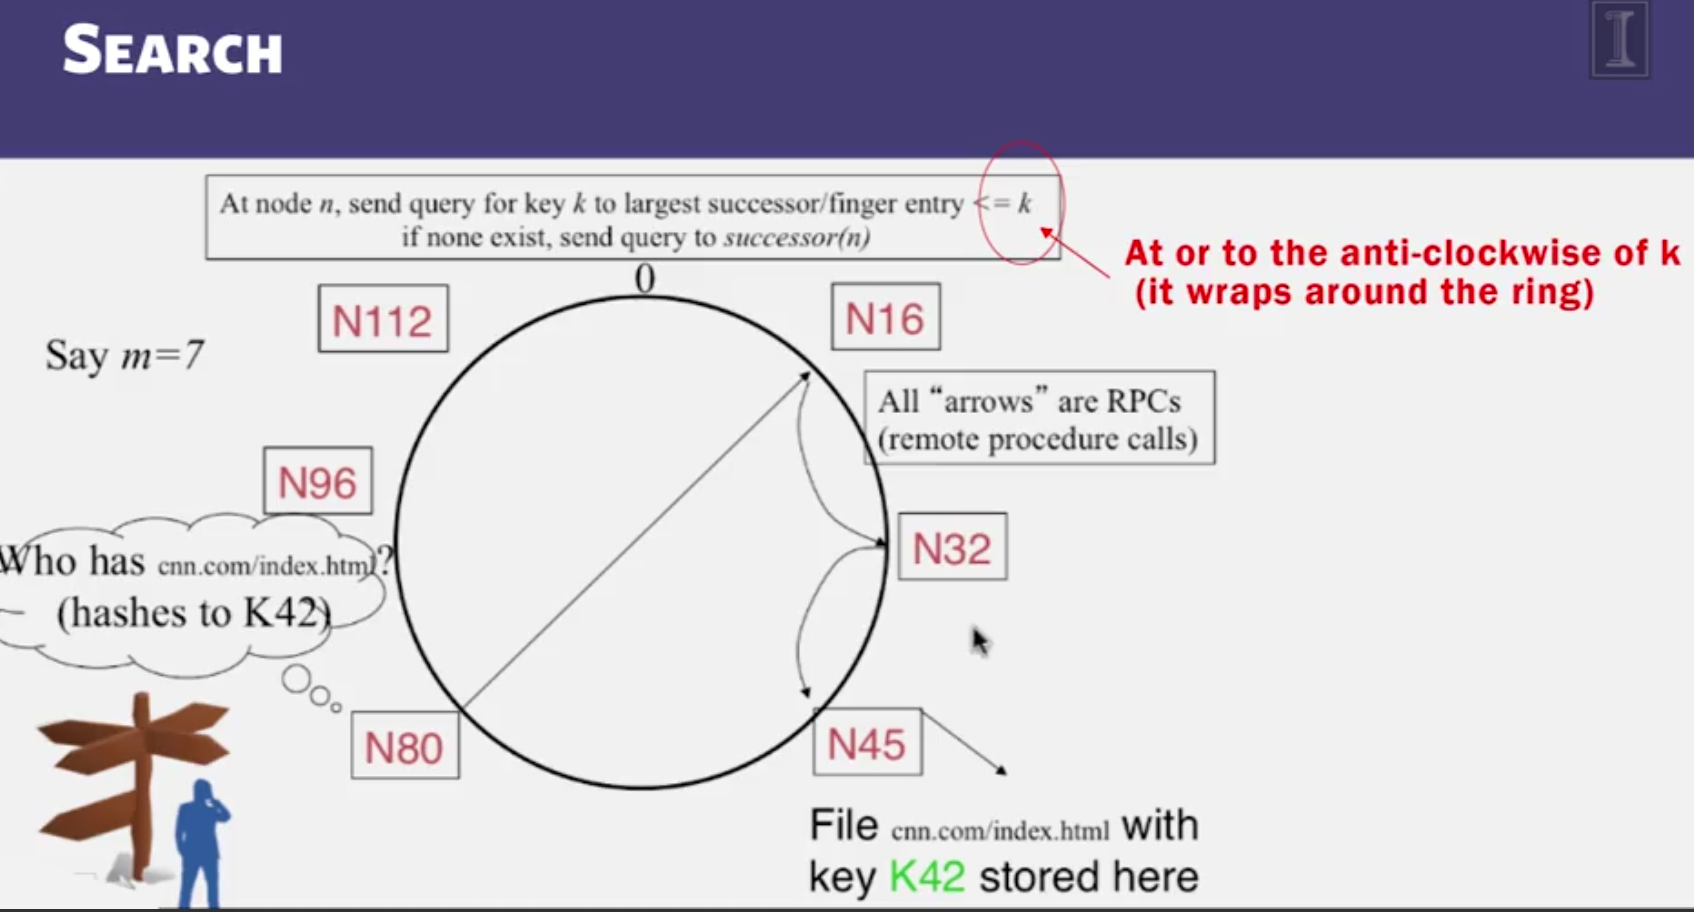 SEARCH
At node n, send query for key k to largest successor/finger entry <= k
if none exist, send query to successor(n)
At or to the anti-clockwise of k
(it wraps around the ring)
0
N112
N16
Say m=7
All “arrows” are RPCs
(remote procedure calls)
N96
N32
Who has cnn.com/index.html?
(hashes to K42)
N80
N45
File cnn.com/index.html with
key K42 stored here
I